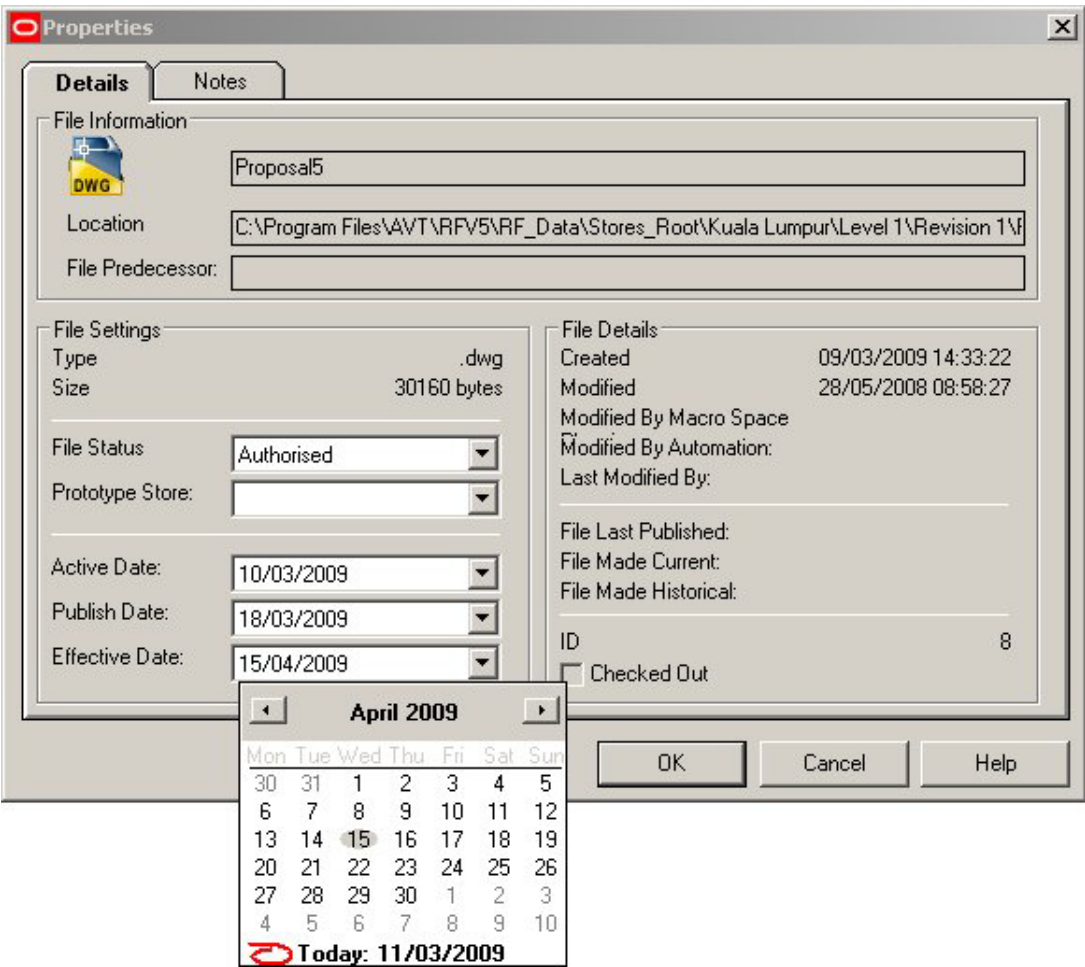 Properties
Details Notes
File Information
DWG
Proposal5
Location C:\Program Files\AVT\RFV5\RF_Data\Stores_Root\Kuala Lumpur\Level 1\Revision 1\
File Predecessor:
File Settings
Type .dwg
Size 30160 bytes
File Status Authorised
Prototype Store:
Active Date: 10/03/2009
Publish Date: 18/03/2009
Effective Date: 15/04/2009
File Details
Created 09/03/2009 14:33:22
Modified 28/05/2008 08:58:27
Modified By Macro Space
Modified By Automation:
Last Modified By:
File Last Published:
File Made Current:
File Made Historical:
ID 8
Checked Out
April 2009
Mon Tue Wed Thu Fri Sat Sun
30 31 1 2 3 4 5
6 7 8 9 10 11 12
13 14 15 16 17 18 19
20 21 22 23 24 25 26
27 28 29 30 1 2 3
4 5 6 7 8 9 10
Today: 11/03/2009
OK Cancel Help